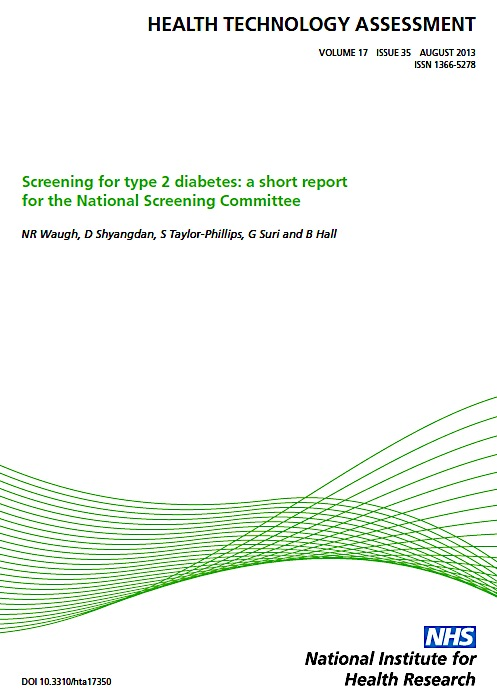 HEALTH TECHNOLOGY ASSESSMENT
VOLUME 17 ISSUE 35 AUGUST 2013
ISSN 1366-5278
Screening for type 2 diabetes: a short report
for the National Screening Committee
NR Waugh, D Shyangdan, S Taylor-Phillips, G Suri and B Hall
NHS
National Institute for
Health Research
DOI 10.3310/hta17350